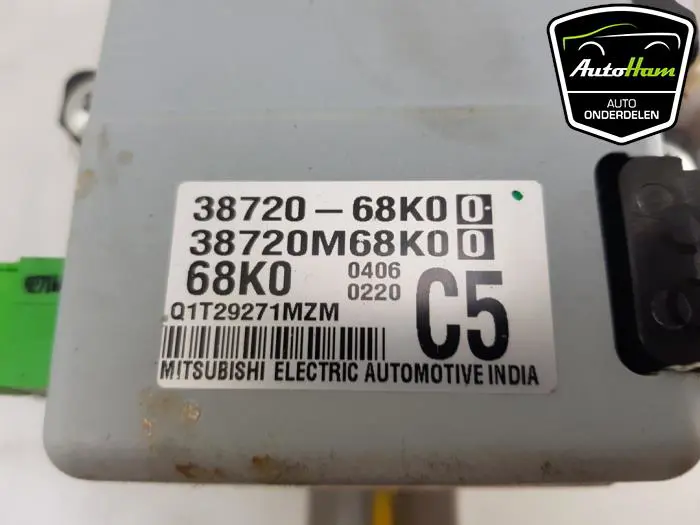 AutoHam
AUTO
ONDERDELEN
38720-68K0 0
38720M68K0 0
68K0 0406 0220 C5
Q1T29271MZM
MITSUBISHI ELECTRIC AUTOMOTIVE INDIA